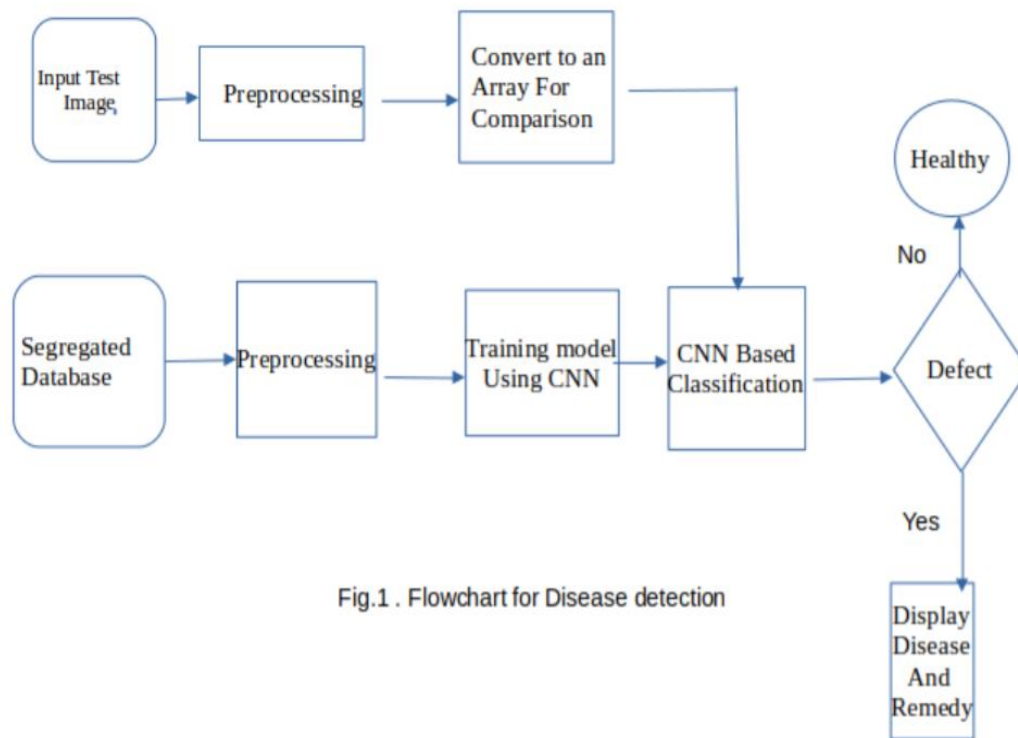 Input Test
Image,
Preprocessing
Convert to an
Array For
Comparison
Healthy
No
Segregated
Database
Preprocessing
Training model
Using CNN
CNN Based
Classification
Defect
Yes
Fig.1 . Flowchart for Disease detection
Display
Disease
And
Remedy